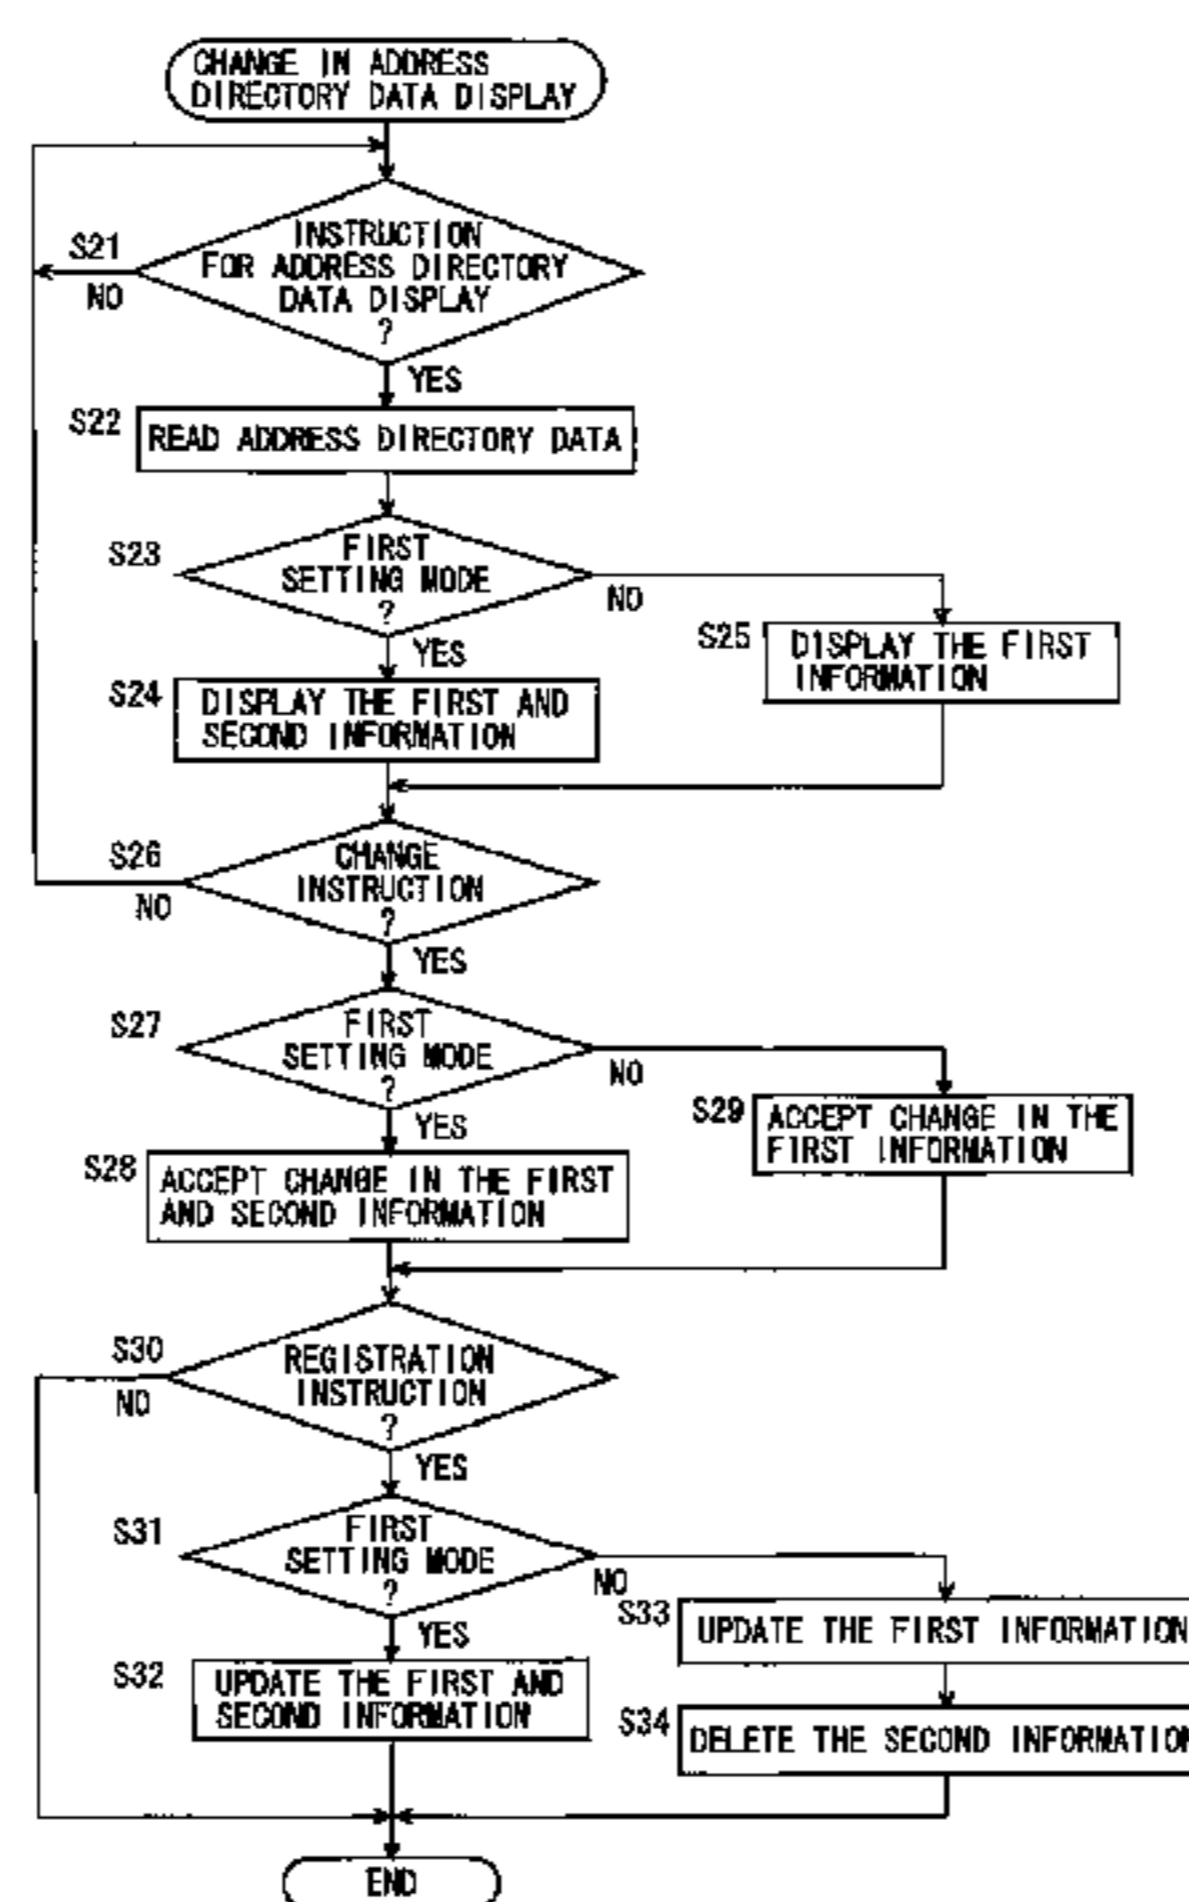 CHANGE IN ADDRESS
DIRECTORY DATA DISPLAY
S21
INSTRUCTION
FOR ADDRESS DIRECTORY
DATA DISPLAY
?
NO
YES
S22
READ ADDRESS DIRECTORY DATA
S23
FIRST
SETTING MODE
?
NO
YES
S24
DISPLAY THE FIRST AND
SECOND INFORMATION
S25
DISPLAY THE FIRST
INFORMATION
S26
CHANGE
INSTRUCTION
?
NO
YES
S27
FIRST
SETTING MODE
?
NO
YES
S28
ACCEPT CHANGE IN THE FIRST
AND SECOND INFORMATION
S29
ACCEPT CHANGE IN THE
FIRST INFORMATION
S30
REGISTRATION
INSTRUCTION
?
NO
YES
S31
FIRST
SETTING MODE
?
NO
YES
S32
UPDATE THE FIRST AND
SECOND INFORMATION
S33
UPDATE THE FIRST INFORMATION
S34
DELETE THE SECOND INFORMATION
END